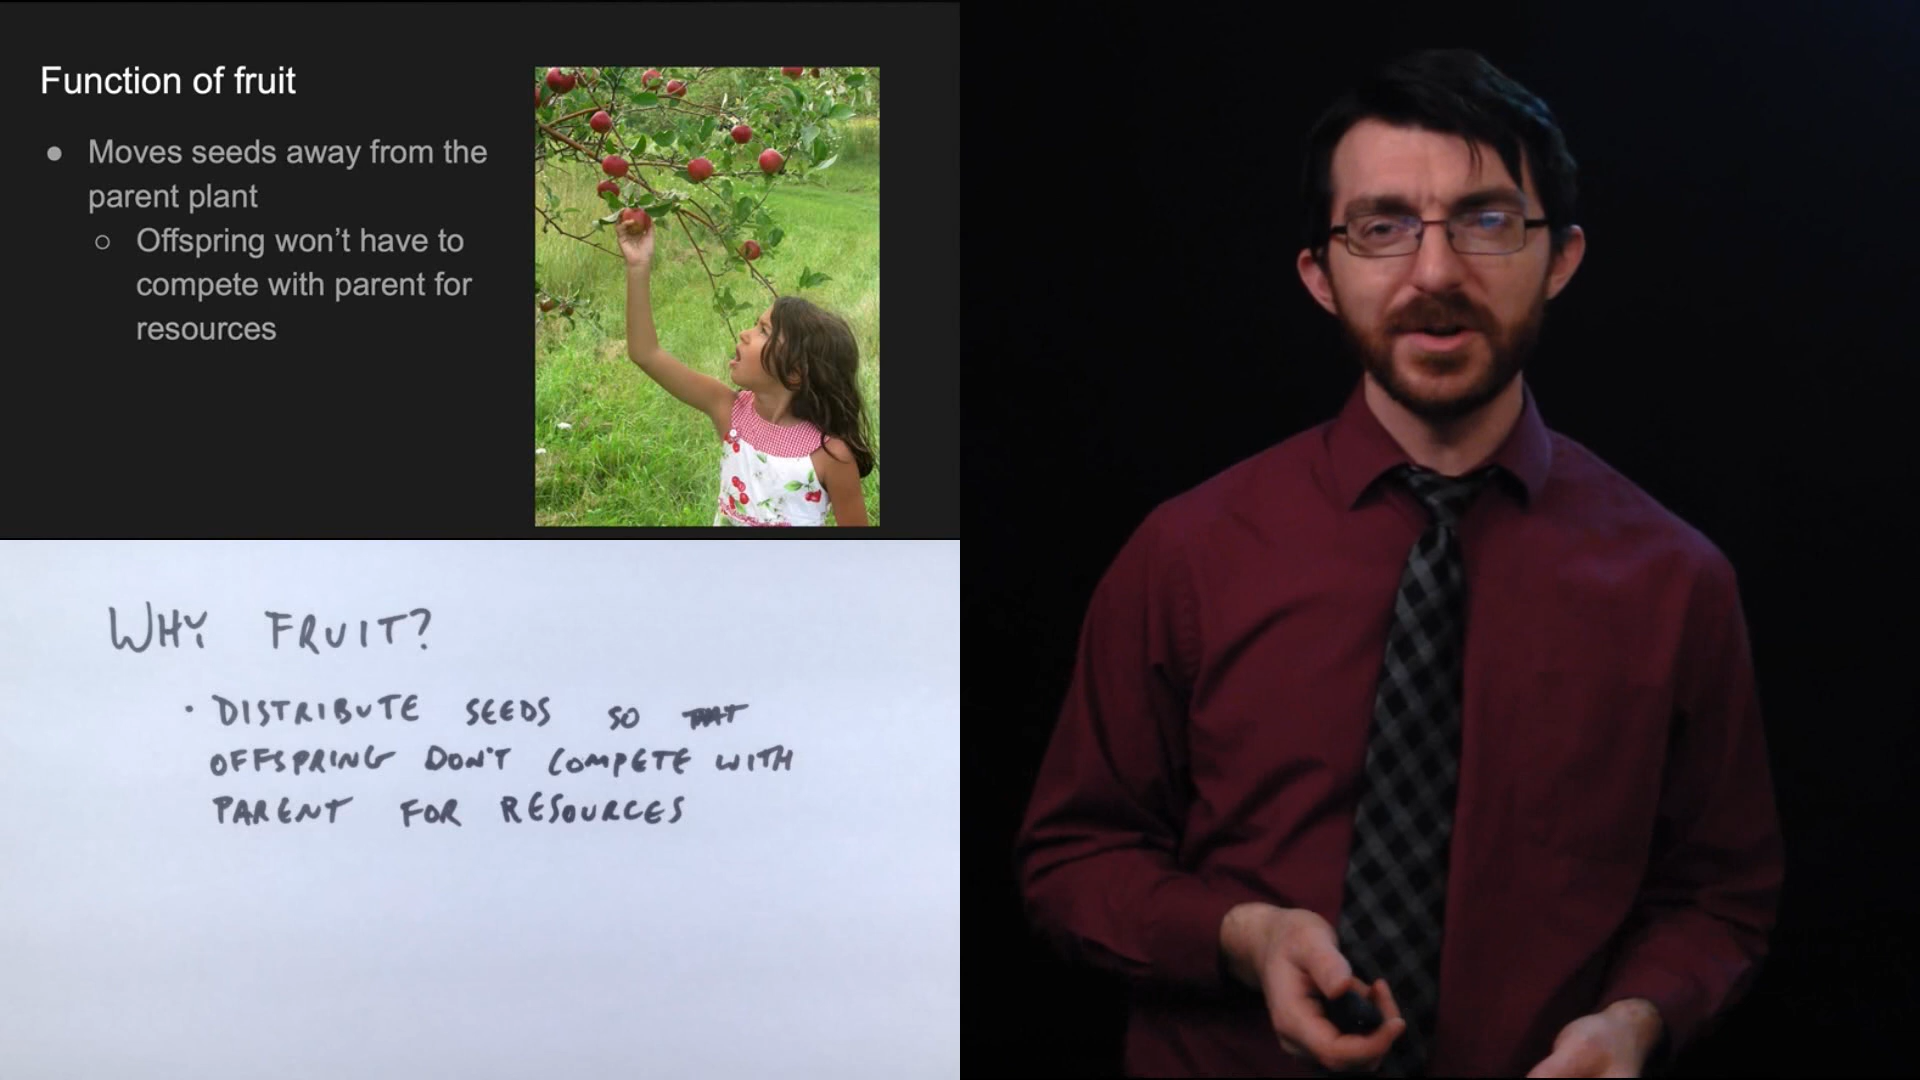 Function of fruit
● Moves seeds away from the
parent plant
○ Offspring won’t have to
compete with parent for
resources
WHY FRUIT?
· DISTRIBUTE SEEDS SO THAT
OFFSPRING DON'T COMPETE WITH
PARENT FOR RESOURCES